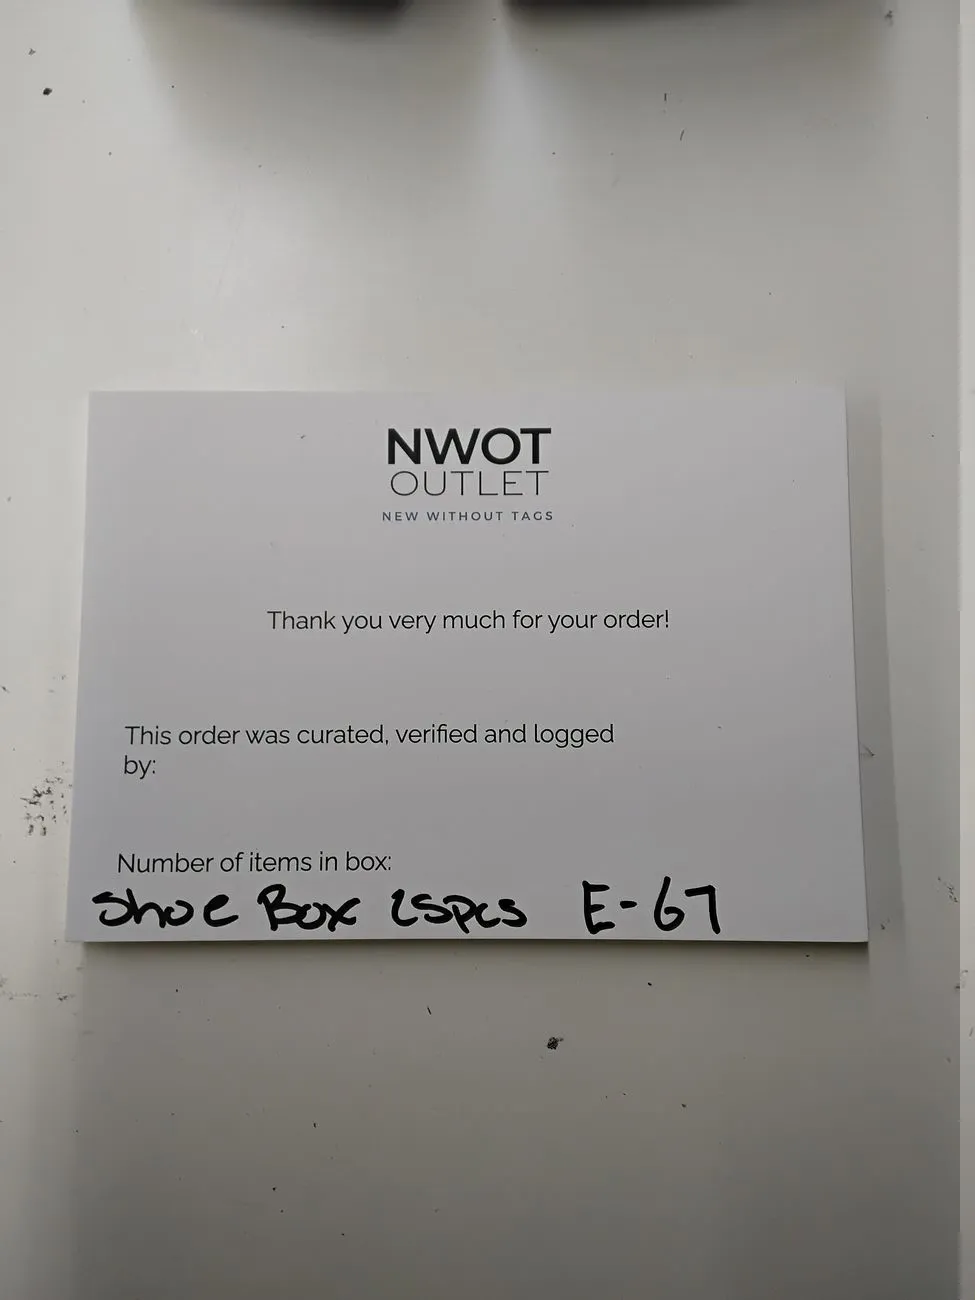 NWOT
OUTLET
NEW WITHOUT TAGS
Thank you very much for your order!
This order was curated, verified and logged
by:
Number of items in box:
Shoe Box 25pcs E-67